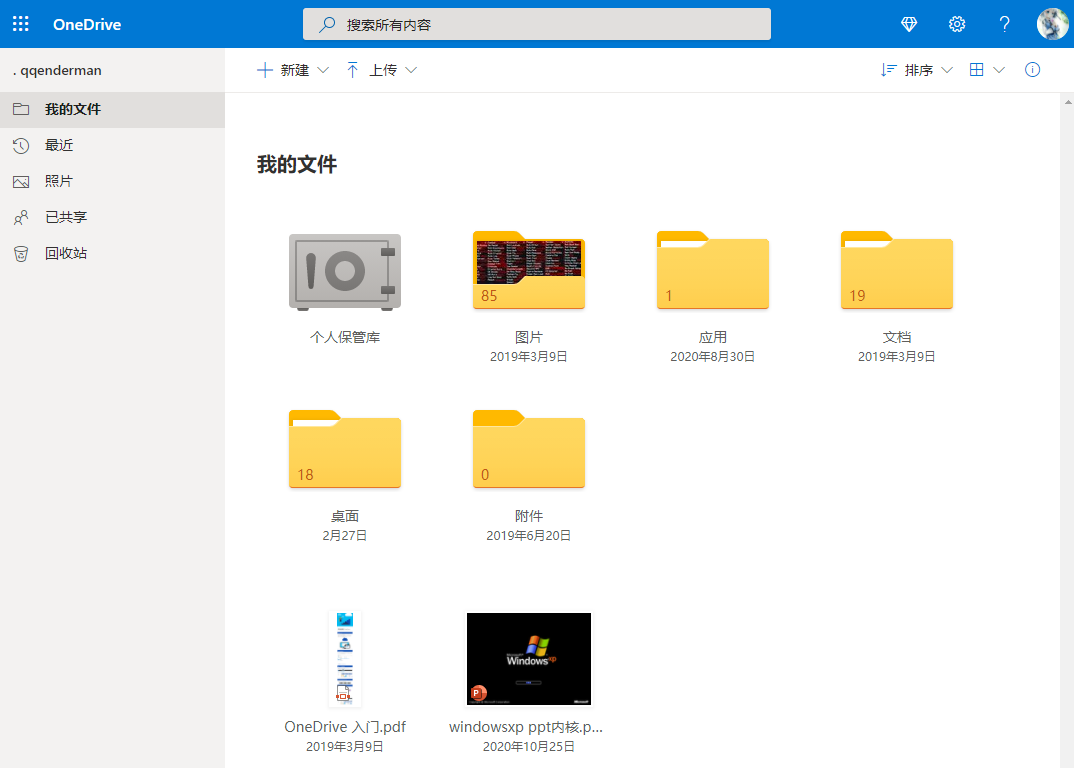 OneDrive
搜索所有内容
. qqenderman
新建
上传
排序
我的文件
最近
照片
已共享
回收站
我的文件
个人保管库
85
图片
2019年3月9日
1
应用
2020年8月30日
19
文档
2019年3月9日
18
桌面
2月27日
0
附件
2019年6月20日
OneDrive 入门.pdf
2019年3月9日
Windows xp
P
windowsxp ppt内核.p...
2020年10月25日